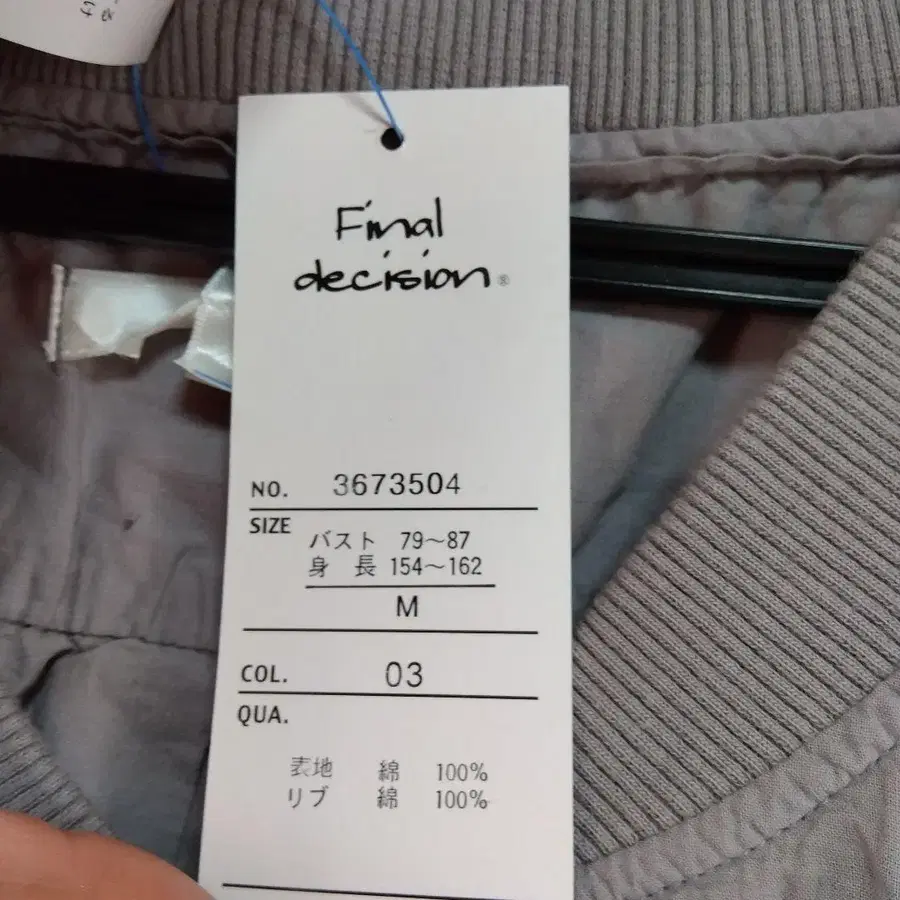 Final
decision®
NO. 3673504
SIZE
バスト 79～87
身 長 154～162
M
COL. 03
QUA.
表地 綿 100%
リブ 綿 100%